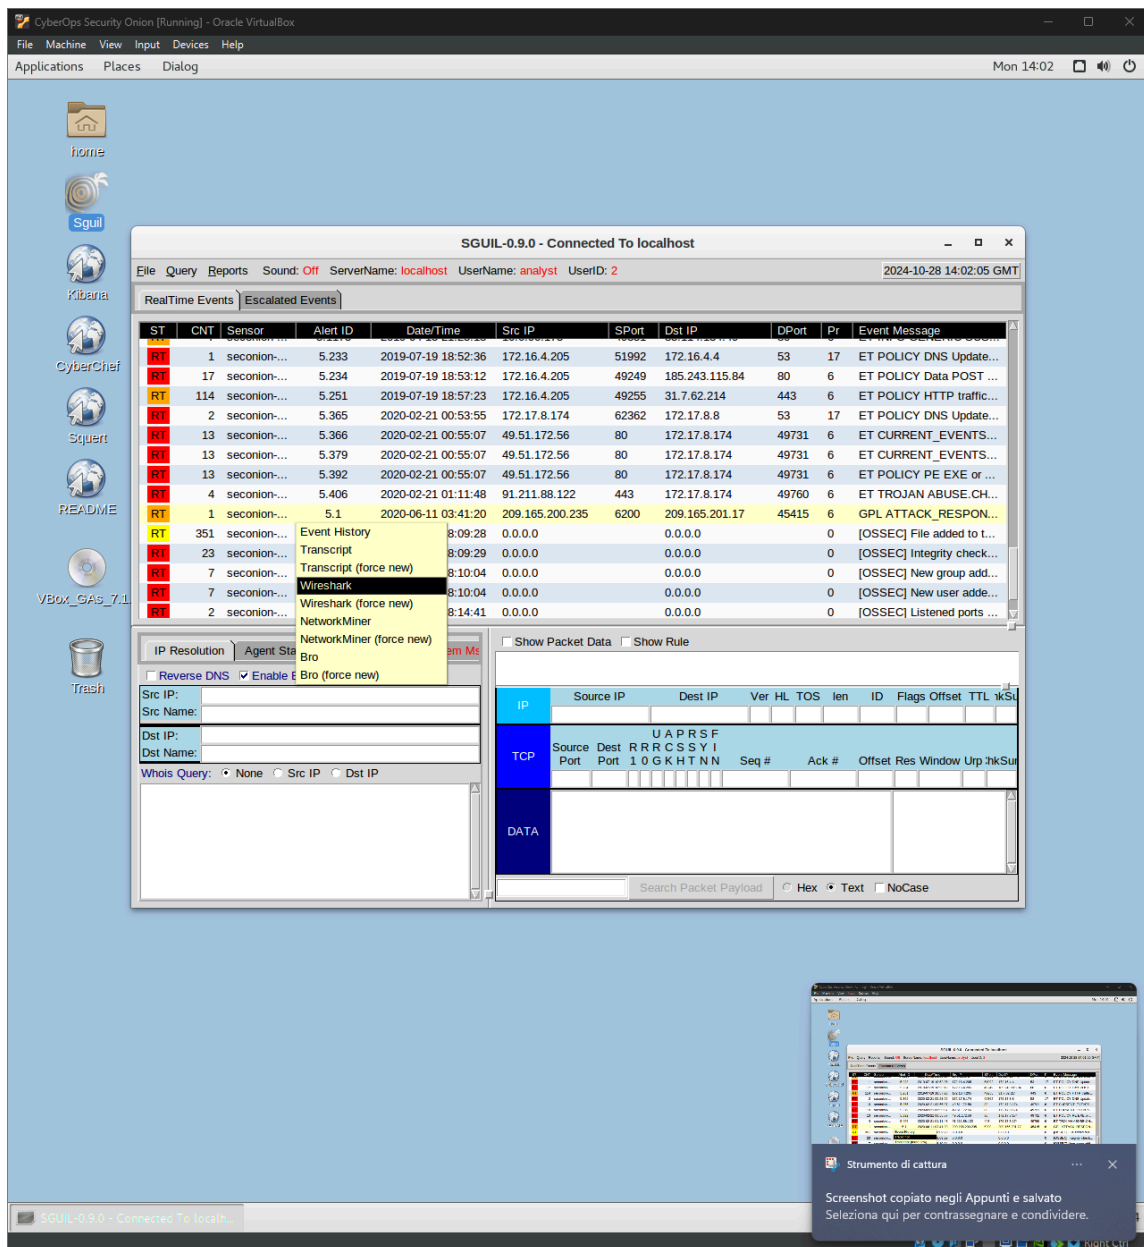 CyberOps Security Onion [Running] - Oracle VirtualBox
File Machine View Input Devices Help
Applications Places Dialog Mon 14:02
home
Sguil
Kibana
CyberChef
Squert
README
VBox_GAs_7.1.
Trash
SGUIL-0.9.0 - Connected To localhost
File Query Reports Sound: Off ServerName: localhost UserName: analyst UserID: 2 2024-10-28 14:02:05 GMT
RealTime Events Escalated Events
ST CNT Sensor Alert ID Date/Time Src IP SPort Dst IP DPort Pr Event Message
RT 1 seconion-... 5.233 2019-07-19 18:52:36 172.16.4.205 51992 172.16.4.4 53 17 ET POLICY DNS Update...
RT 17 seconion-... 5.234 2019-07-19 18:53:12 172.16.4.205 49249 185.243.115.84 80 6 ET POLICY Data POST ...
RT 114 seconion-... 5.251 2019-07-19 18:57:23 172.16.4.205 49255 31.7.62.214 443 6 ET POLICY HTTP traffic...
RT 2 seconion-... 5.365 2020-02-21 00:53:55 172.17.8.174 62362 172.17.8.8 53 17 ET POLICY DNS Update...
RT 13 seconion-... 5.366 2020-02-21 00:55:07 49.51.172.56 80 172.17.8.174 49731 6 ET CURRENT_EVENTS...
RT 13 seconion-... 5.379 2020-02-21 00:55:07 49.51.172.56 80 172.17.8.174 49731 6 ET CURRENT_EVENTS...
RT 13 seconion-... 5.392 2020-02-21 00:55:07 49.51.172.56 80 172.17.8.174 49731 6 ET POLICY PE EXE or ...
RT 4 seconion-... 5.406 2020-02-21 01:11:48 91.211.88.122 443 172.17.8.174 49760 6 ET TROJAN ABUSE.CH...
RT 1 seconion-... 5.1 2020-06-11 03:41:20 209.165.200.235 6200 209.165.201.17 45415 6 GPL ATTACK_RESPON...
RT 351 seconion-... 8:09:28 0.0.0.0 0.0.0.0 0 [OSSEC] File added to t...
RT 23 seconion-... 8:09:29 0.0.0.0 0.0.0.0 0 [OSSEC] Integrity check...
RT 7 seconion-... 8:10:04 0.0.0.0 0.0.0.0 0 [OSSEC] New group add...
RT 7 seconion-... 8:10:04 0.0.0.0 0.0.0.0 0 [OSSEC] New user adde...
RT 2 seconion-... 8:14:41 0.0.0.0 0.0.0.0 0 [OSSEC] Listened ports ...
Event History
Transcript
Transcript (force new)
Wireshark
Wireshark (force new)
NetworkMiner
NetworkMiner (force new)
Bro
Bro (force new)
IP Resolution Agent Sta em Ms
Reverse DNS Enable E
Src IP:
Src Name:
Dst IP:
Dst Name:
Whois Query: None Src IP Dst IP
Show Packet Data Show Rule
IP Source IP Dest IP Ver HL TOS len ID Flags Offset TTL
U A P R S F
Source Dest R R R C S S Y I
TCP Port Port 1 0 G K H T N N Seq # Ack # Offset Res Window Urp
DATA
Search Packet Payload Hex Text NoCase
Strumento di cattura
Screenshot copiato negli Appunti e salvato
Seleziona qui per contrassegnare e condividere.
SGUIL-0.9.0 - Connected To localh...
Right Ctrl